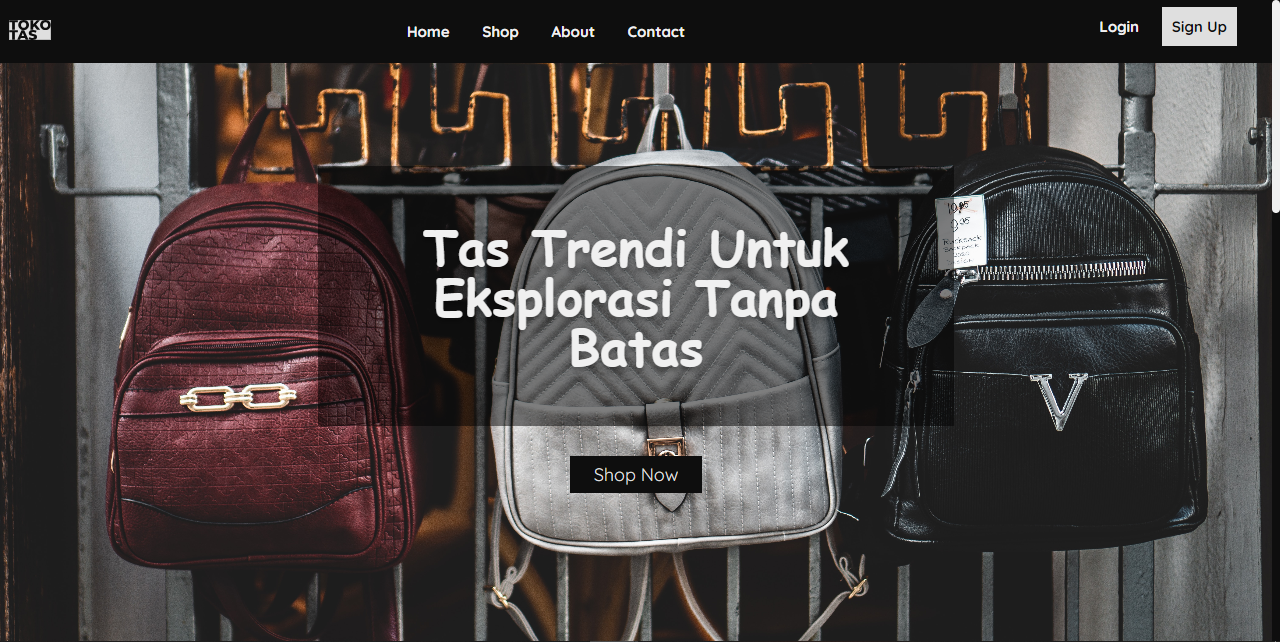 TOKO
TAS
Home Shop About Contact
Login
Sign Up
Tas Trendi Untuk
Eksplorasi Tanpa
Batas
Shop Now
V